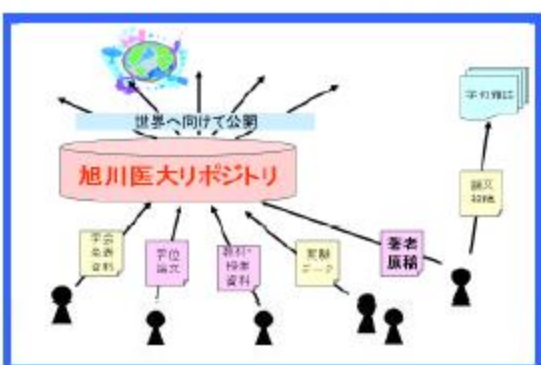 学術雑誌
世界へ向けて公開
旭川医大リポジトリ
論文
投稿
学会
発表
資料
学位
論文
教科・
授業
資料
実験
データ
著者
原稿